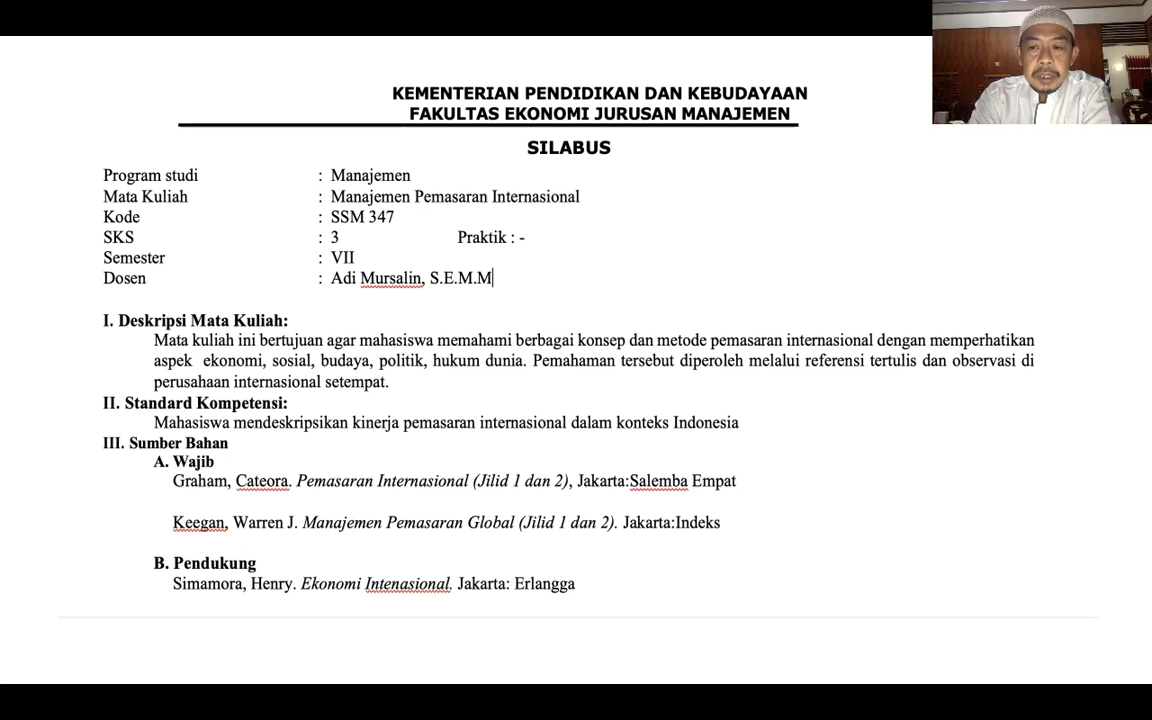 KEMENTERIAN PENDIDIKAN DAN KEBUDAYAAN
FAKULTAS EKONOMI JURUSAN MANAJEMEN
SILABUS
Program studi : Manajemen
Mata Kuliah : Manajemen Pemasaran Internasional
Kode : SSM 347
SKS : 3 Praktik : -
Semester : VII
Dosen : Adi Mursalin, S.E.M.M
I. Deskripsi Mata Kuliah:
Mata kuliah ini bertujuan agar mahasiswa memahami berbagai konsep dan metode pemasaran internasional dengan memperhatikan
aspek ekonomi, sosial, budaya, politik, hukum dunia. Pemahaman tersebut diperoleh melalui referensi tertulis dan observasi di
perusahaan internasional setempat.
II. Standard Kompetensi:
Mahasiswa mendeskripsikan kinerja pemasaran internasional dalam konteks Indonesia
III. Sumber Bahan
A. Wajib
Graham, Cateora. Pemasaran Internasional (Jilid 1 dan 2), Jakarta:Salemba Empat
Keegan, Warren J. Manajemen Pemasaran Global (Jilid 1 dan 2). Jakarta:Indeks
B. Pendukung
Simamora, Henry. Ekonomi Intenasional. Jakarta: Erlangga